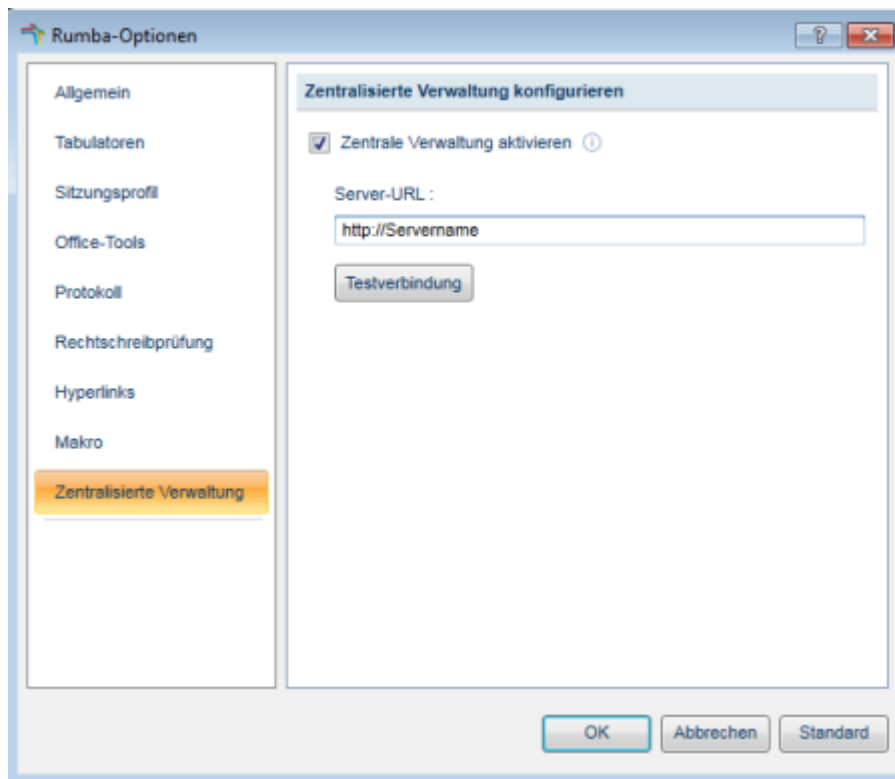 Rumba-Optionen
Allgemein
Tabulatoren
Sitzungsprofil
Office-Tools
Protokoll
Rechtschreibprüfung
Hyperlinks
Makro
Zentralisierte Verwaltung
Zentralisierte Verwaltung konfigurieren
Zentrale Verwaltung aktivieren
Server-URL :
http://Servername
Testverbindung
OK
Abbrechen
Standard